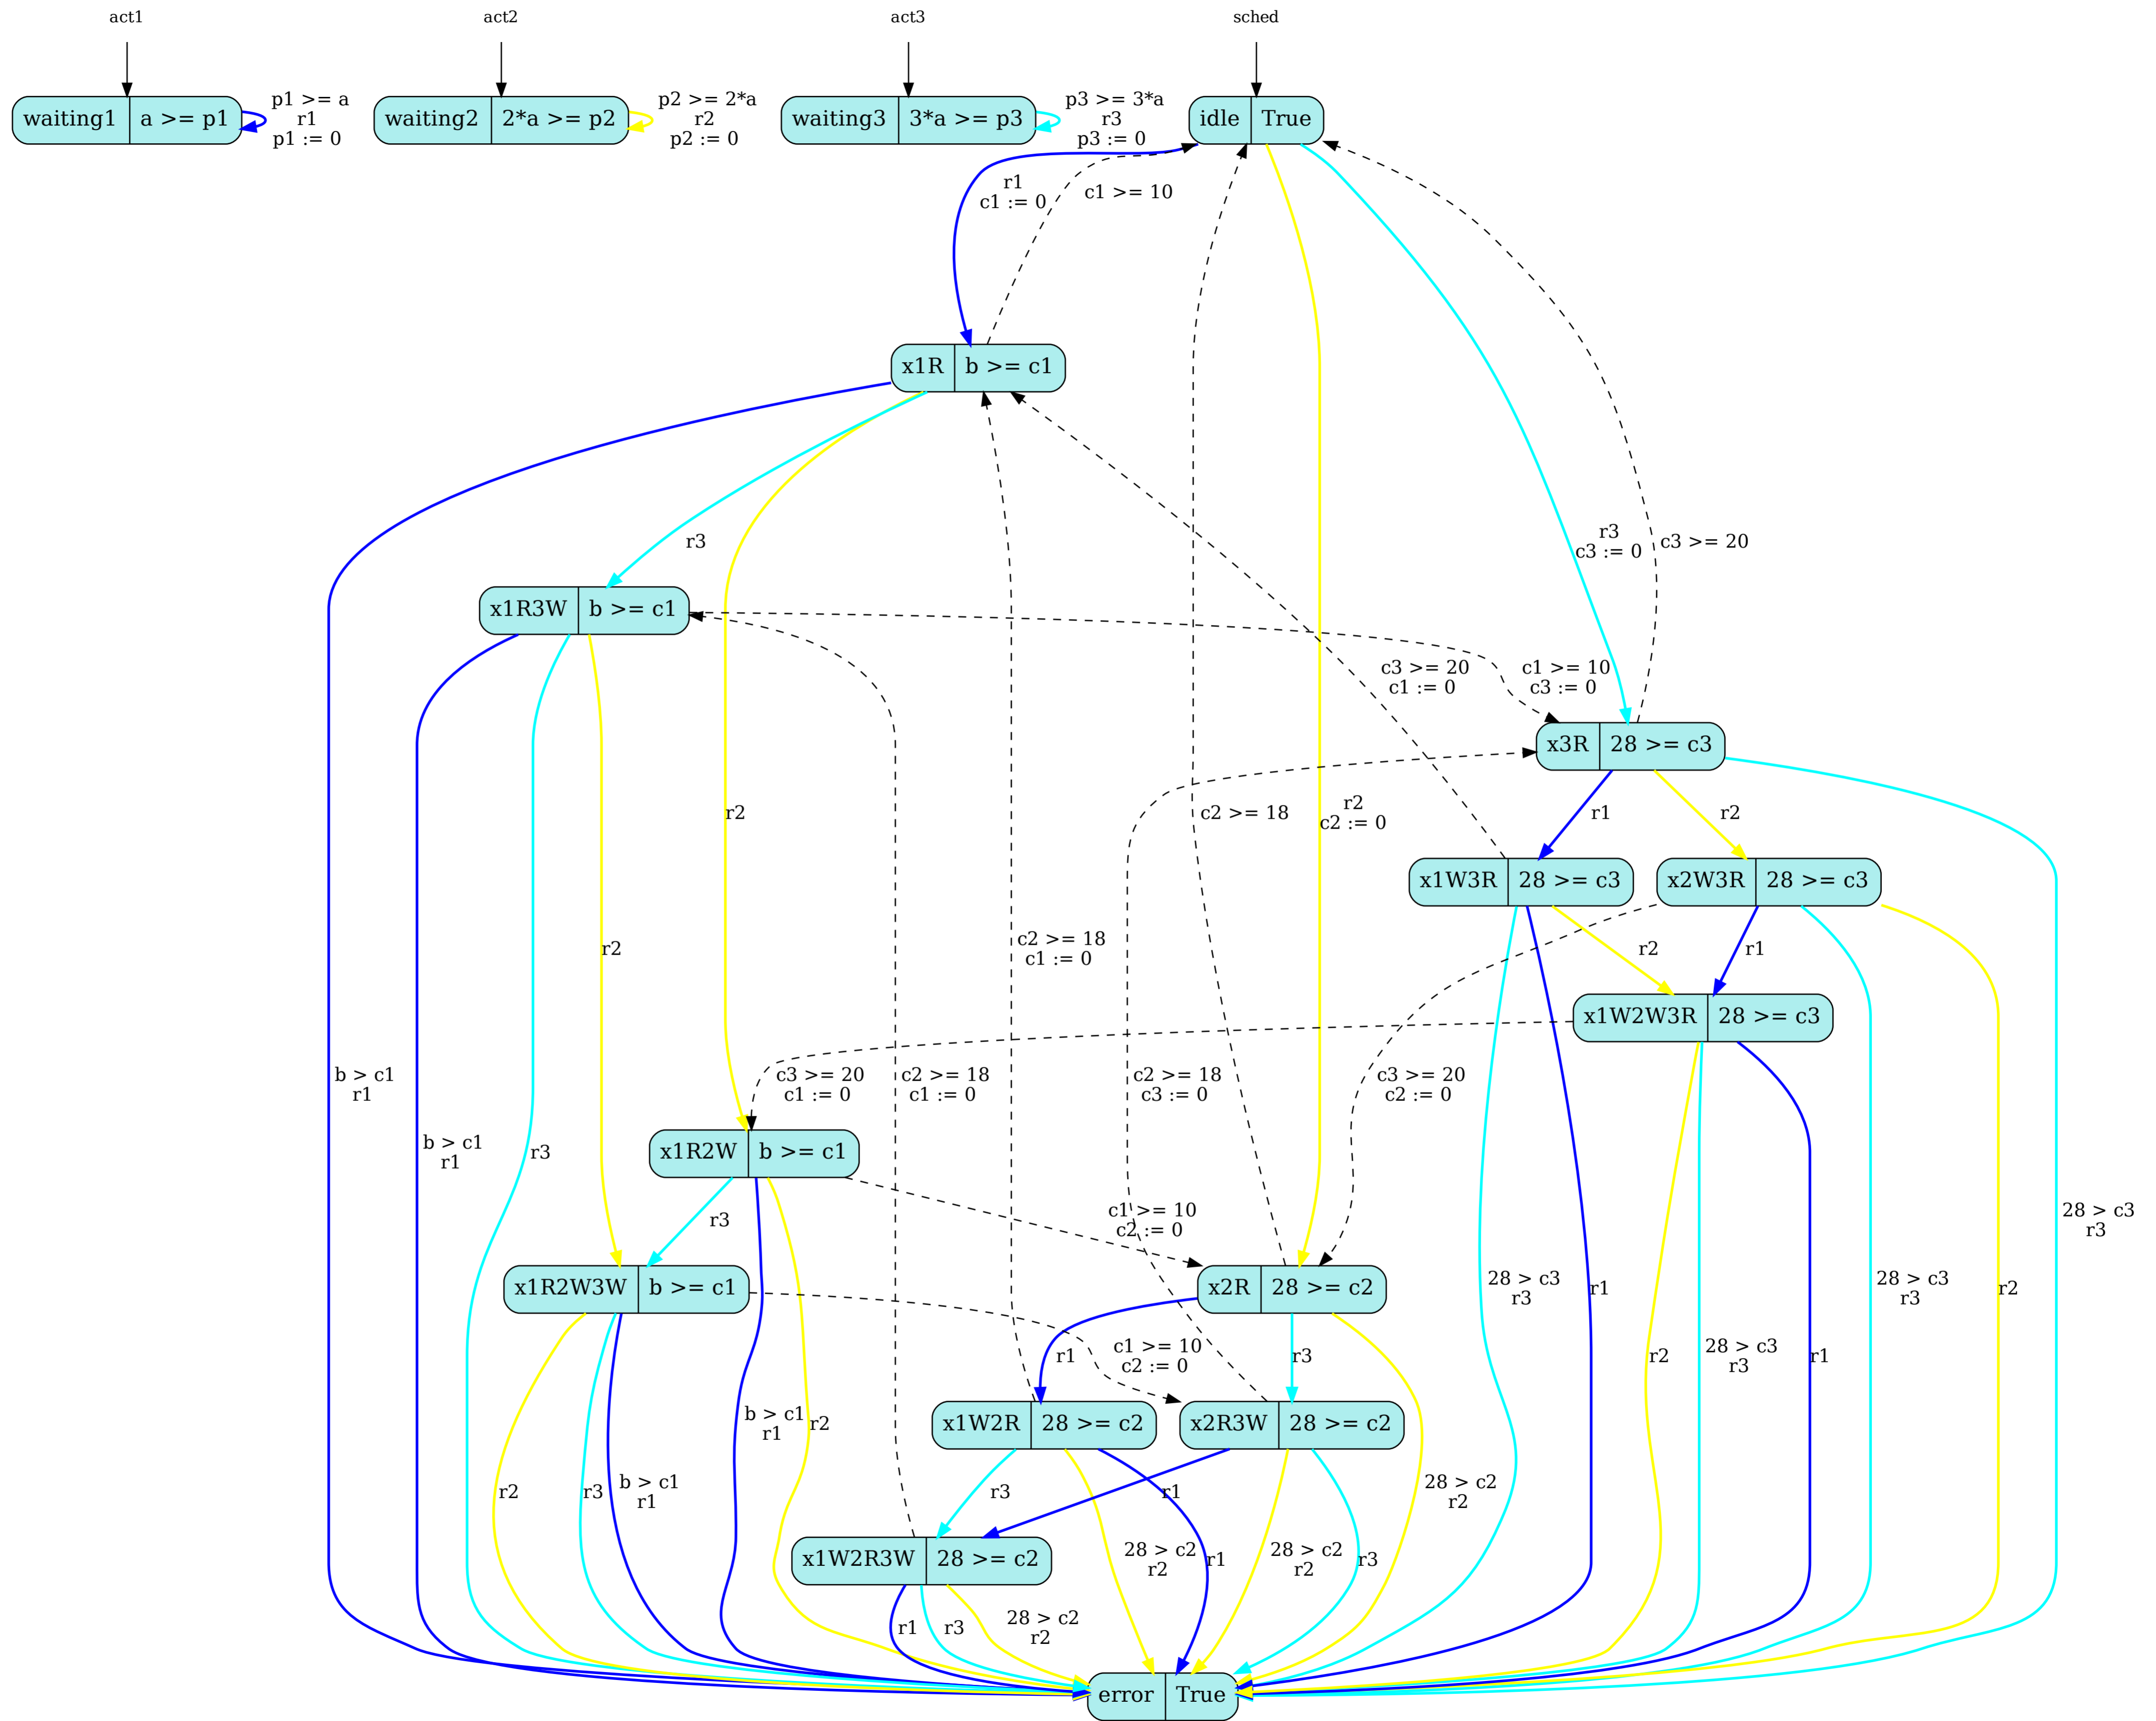 act1
act2
act3
sched
waiting1 a >= p1
p1 >= a
r1
p1 := 0
waiting2 2*a >= p2
p2 >= 2*a
r2
p2 := 0
waiting3 3*a >= p3
p3 >= 3*a
r3
p3 := 0
idle True
r1
c1 := 0
c1 >= 10
x1R b >= c1
r3
r3
c3 := 0
c3 >= 20
x1R3W b >= c1
c3 >= 20
c1 := 0
c1 >= 10
c3 := 0
x3R 28 >= c3
r2
c2 >= 18
r2
c2 := 0
r1
r2
x1W3R 28 >= c3
x2W3R 28 >= c3
r2
c2 >= 18
c1 := 0
r2
r1
x1W2W3R 28 >= c3
b > c1
r1
c3 >= 20
c1 := 0
c2 >= 18
c1 := 0
c2 >= 18
c3 := 0
c3 >= 20
c2 := 0
b > c1
r1
r3
x1R2W b >= c1
r3
c1 >= 10
c2 := 0
28 > c3
r3
x1R2W3W b >= c1
x2R 28 >= c2
28 > c3
r3
r1
28 > c3
r3
r2
r1
r3
c1 >= 10
c2 := 0
r2
28 > c3
r3
r1
x1W2R 28 >= c2
x2R3W 28 >= c2
b > c1
r1
r2
r2
r3
b > c1
r1
r3
r1
28 > c2
r2
x1W2R3W 28 >= c2
28 > c2
r2
r1
28 > c2
r2
r3
r1
r3
28 > c2
r2
error True